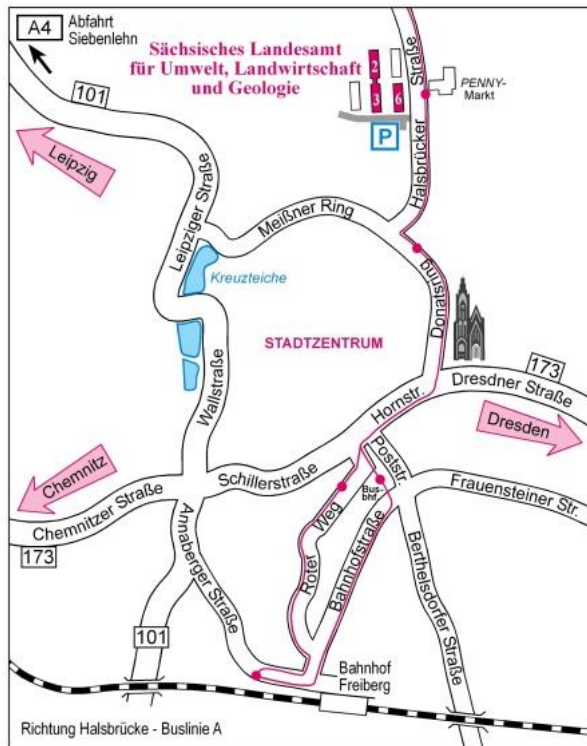 A4
Abfahrt
Siebenlehn
101
Sächsisches Landesamt
für Umwelt, Landwirtschaft
und Geologie
2
3
6
P
PENNY-
Markt
Halsbrücker Straße
Leipzig
Leipziger Straße
Meißner Ring
Kreuzteiche
Donatsring
STADTZENTRUM
Wallstraße
173
Dresdner Straße
Dresden
Hornstr.
Poststr.
Chemnitz
Schillerstraße
Chemnitzer Straße
173
Bus-
bhf.
Frauensteiner Str.
Roter Weg
Bahnhofstraße
Annaberger Straße
Berthelsdorfer Straße
101
Bahnhof
Freiberg
Richtung Halsbrücke - Buslinie A